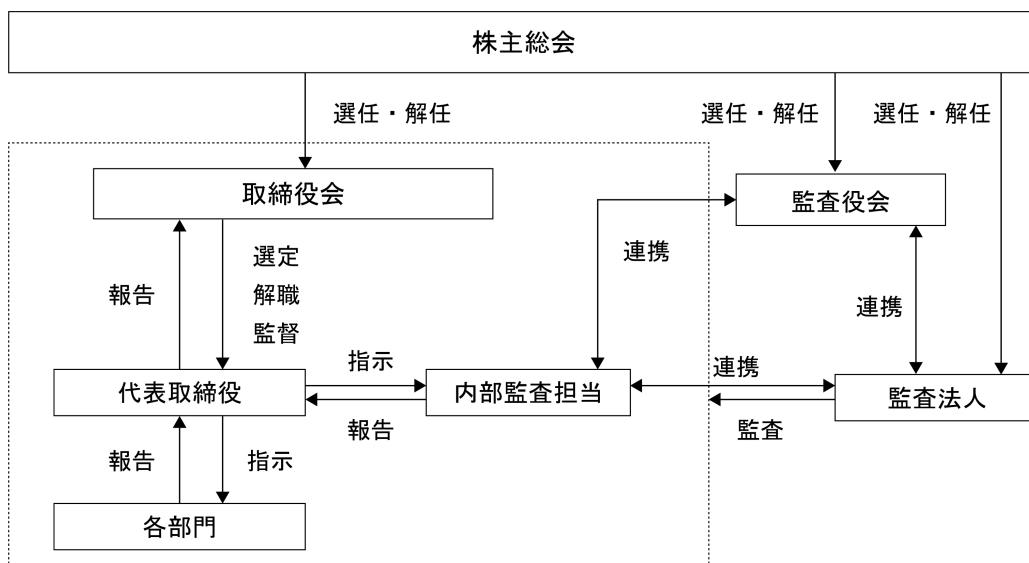 株主総会
選任・解任
選任・解任
選任・解任
取締役会
監査役会
報告
選定
解職
監督
連携
連携
代表取締役
指示
報告
内部監査担当
連携
監査
監査法人
報告
指示
各部門